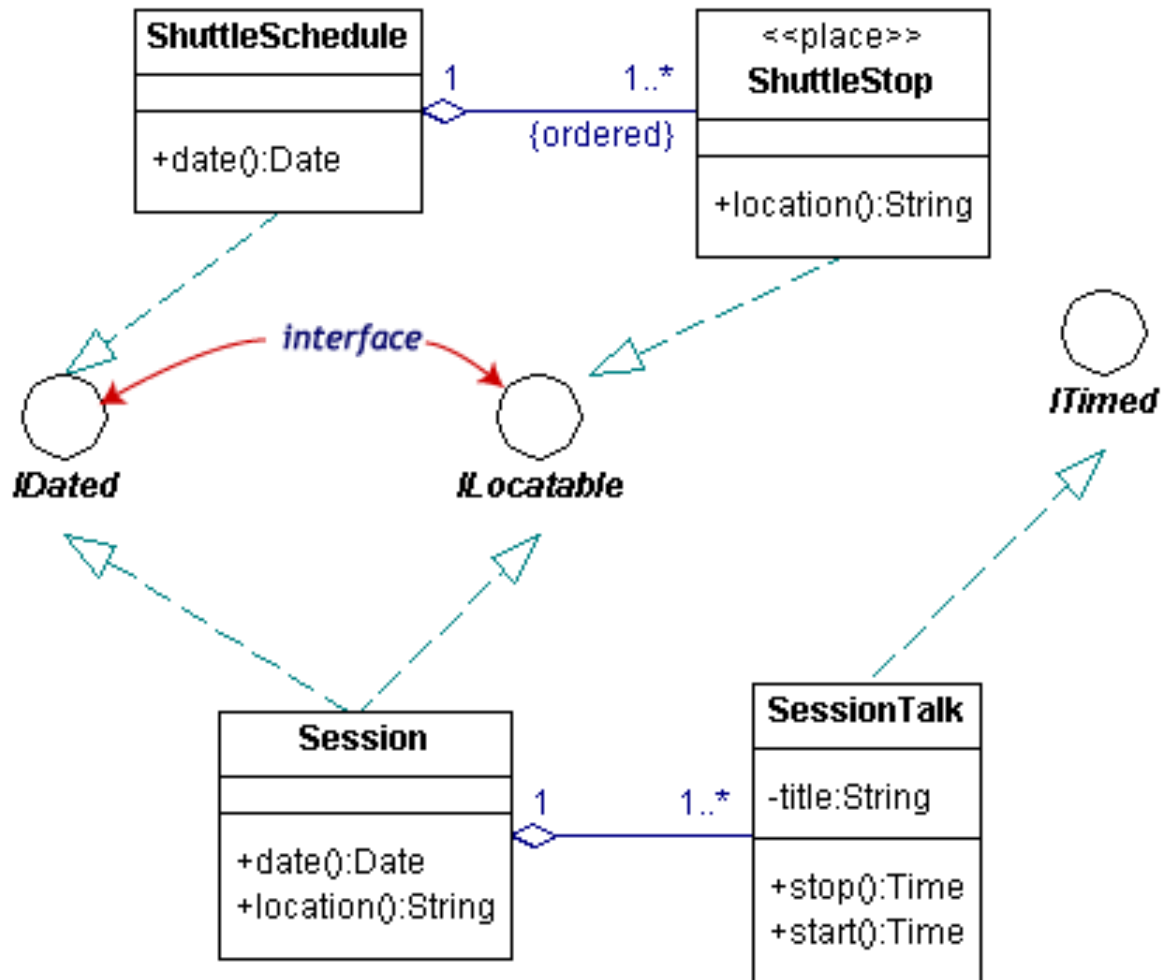 ShuttleSchedule
+date():Date
1
1..*
{ordered}
<<place>>
ShuttleStop
+location():String
interface
IDated
ILocatable
ITimed
Session
+date():Date
+location():String
1
1..*
SessionTalk
-title:String
+stop():Time
+start():Time